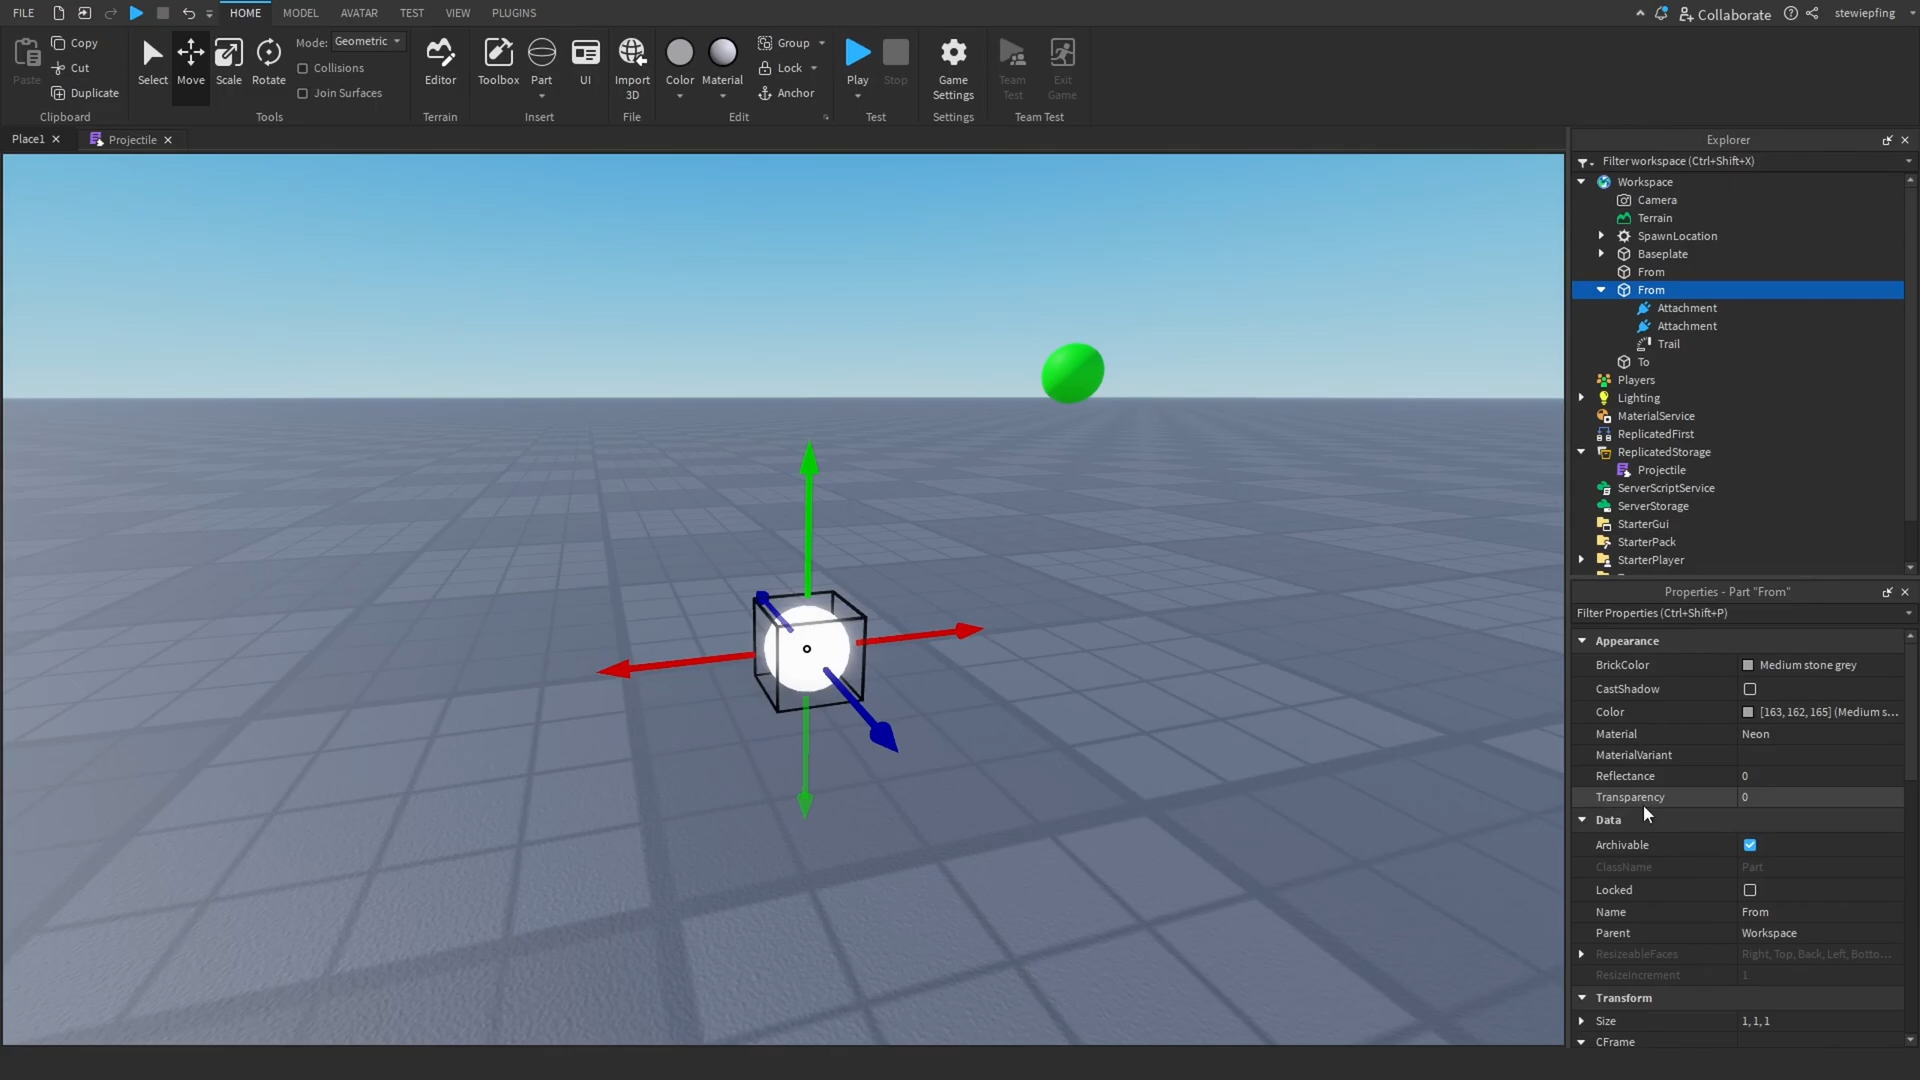 FILE HOME MODEL AVATAR TEST VIEW PLUGINS Collaborate stewiepfing
Paste Copy Cut Duplicate Clipboard
Select Move Scale Rotate Mode: Geometric Collisions Join Surfaces Tools
Editor Terrain
Toolbox Part UI Insert
Import 3D File
Color Material Group Lock Anchor Edit
Play Stop Test
Game Settings Settings
Team Test Exit Game Team Test
Place1 Projectile
Explorer
Filter workspace (Ctrl+Shift+X)
Workspace
Camera
Terrain
SpawnLocation
Baseplate
From
From
Attachment
Attachment
Trail
To
Players
Lighting
MaterialService
ReplicatedFirst
ReplicatedStorage
Projectile
ServerScriptService
ServerStorage
StarterGui
StarterPack
StarterPlayer
Properties - Part "From"
Filter Properties (Ctrl+Shift+P)
Appearance
BrickColor Medium stone grey
CastShadow
Color [163, 162, 165] (Medium s...
Material Neon
MaterialVariant
Reflectance 0
Transparency 0
Data
Archivable
ClassName Part
Locked
Name From
Parent Workspace
ResizeableFaces Right, Top, Back, Left, Botto...
ResizeIncrement 1
Transform
Size 1, 1, 1
CFrame